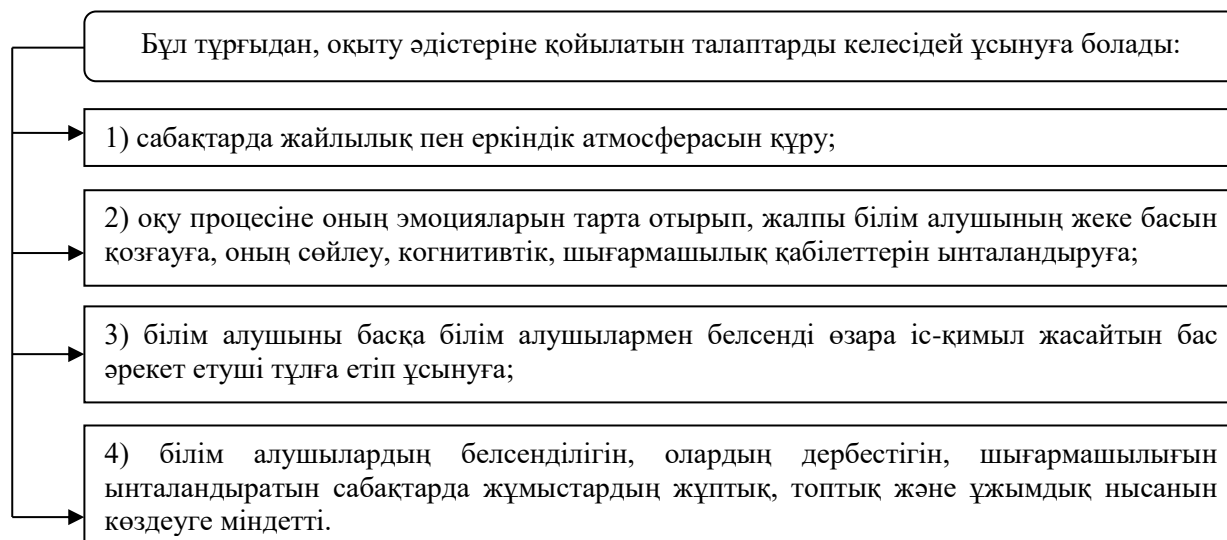 Бұл тұрғыдан, оқыту әдістеріне қойылатын талаптарды келесідей ұсынуға болады:
1) сабақтарда жайлылық пен еркіндік атмосферасын құру;
2) оқу процесіне оның эмоцияларын тарта отырып, жалпы білім алушының жеке басын
қозғауға, оның сөйлеу, когнитивтік, шығармашылық қабілеттерін ынталандыруға;
3) білім алушыны басқа білім алушылармен белсенді өзара іс-қимыл жасайтын бас
әрекет етуші тұлға етіп ұсынуға;
4) білім алушылардың белсенділігін, олардың дербестігін, шығармашылығын
ынталандыратын сабақтарда жұмыстардың жұптық, топтық және ұжымдық нысанын
көздеуге міндетті.